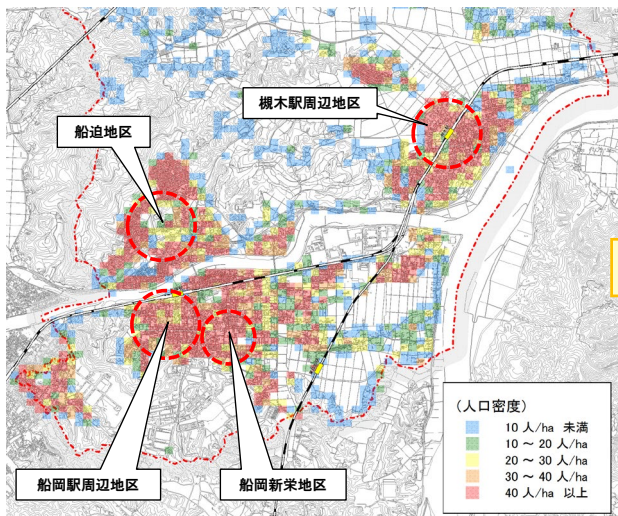 槻木駅周辺地区
船迫地区
船岡駅周辺地区
船岡新栄地区
（人口密度）
10 人/ha 未満
10 ～ 20 人/ha
20 ～ 30 人/ha
30 ～ 40 人/ha
40 人/ha 以上